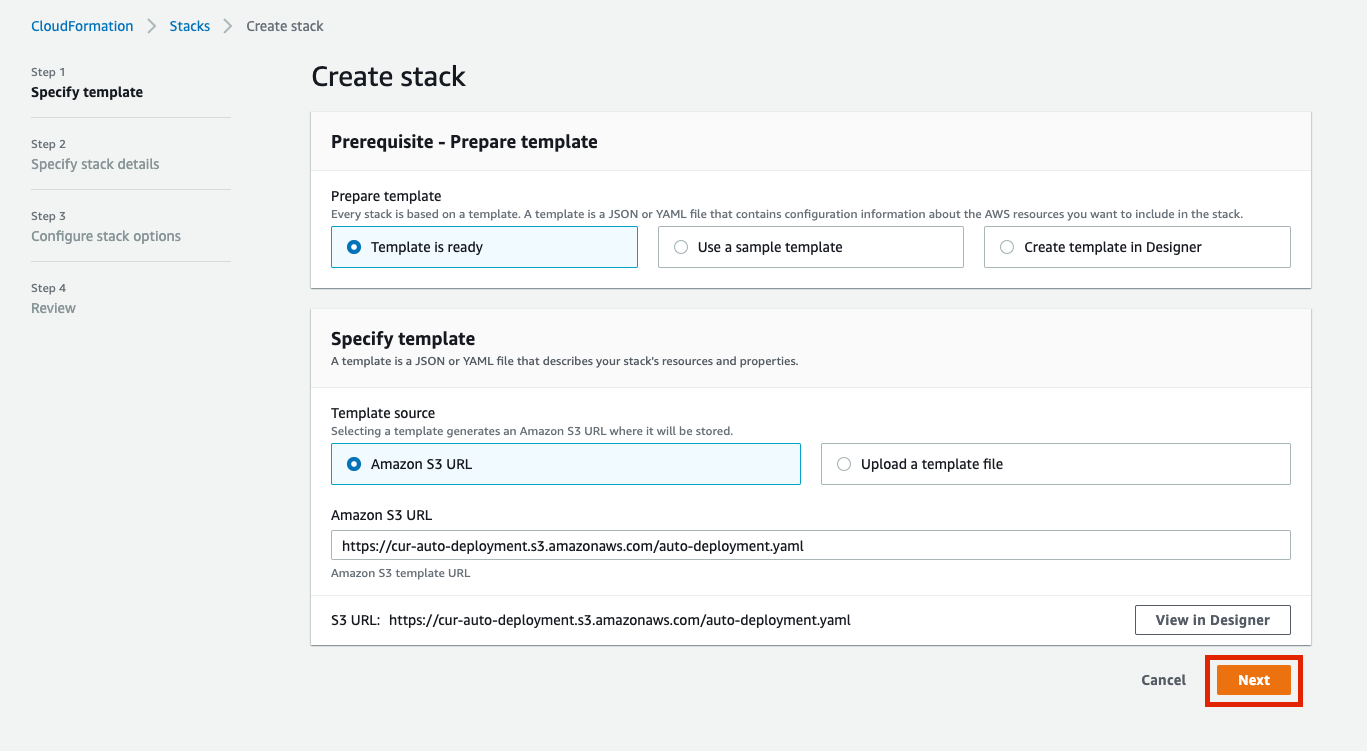 CloudFormation > Stacks > Create stack
Step 1
Specify template
Step 2
Specify stack details
Step 3
Configure stack options
Step 4
Review
Create stack
Prerequisite - Prepare template
Prepare template
Every stack is based on a template. A template is a JSON or YAML file that contains configuration information about the AWS resources you want to include in the stack.
Template is ready
Use a sample template
Create template in Designer
Specify template
A template is a JSON or YAML file that describes your stack's resources and properties.
Template source
Selecting a template generates an Amazon S3 URL where it will be stored.
Amazon S3 URL
Upload a template file
Amazon S3 URL
https://cur-auto-deployment.s3.amazonaws.com/auto-deployment.yaml
Amazon S3 template URL
S3 URL: https://cur-auto-deployment.s3.amazonaws.com/auto-deployment.yaml
View in Designer
Cancel
Next